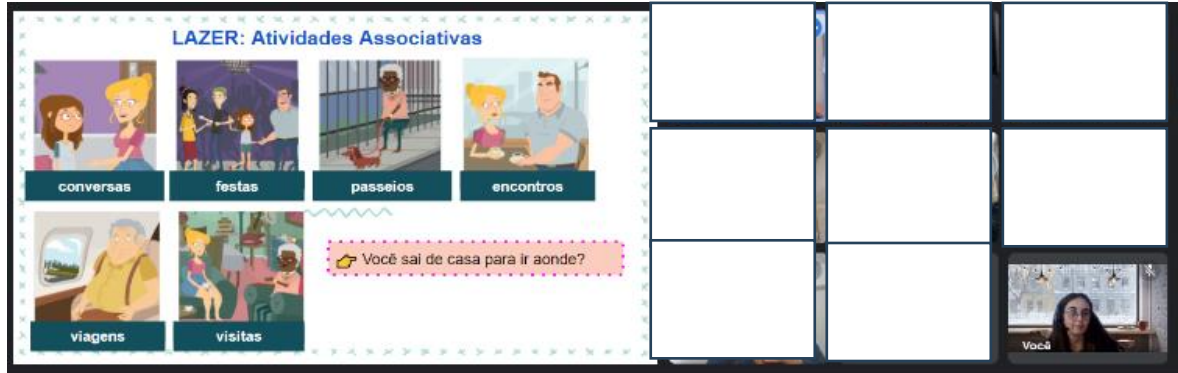 LAZER: Atividades Associativas
conversas
festas
passeios
encontros
viagens
visitas
👉 Você sai de casa para ir aonde?
Você